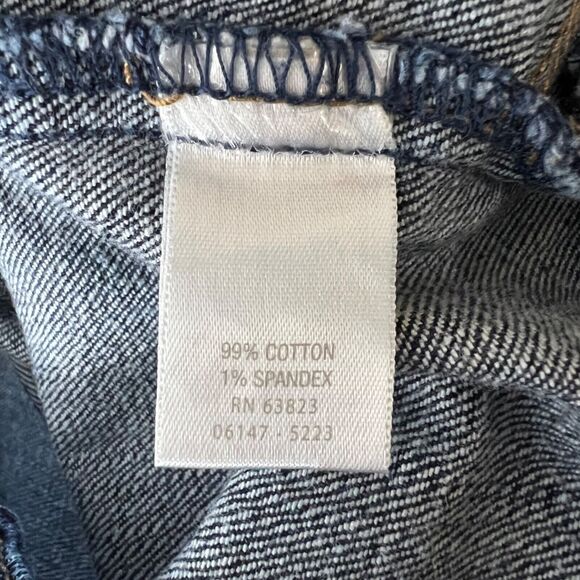 99% COTTON
1% SPANDEX
RN 63823
06147 - 5223